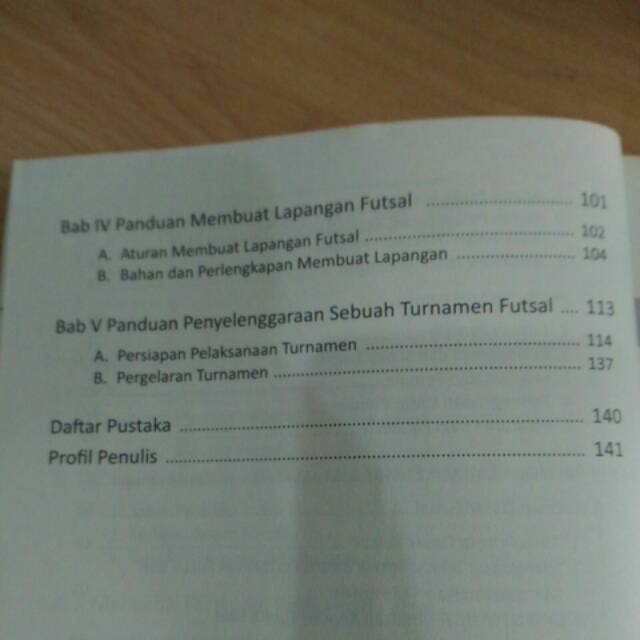 Bab IV Panduan Membuat Lapangan Futsal ........................ 101
A. Aturan Membuat Lapangan Futsal ................................... 102
B. Bahan dan Perlengkapan Membuat Lapangan .................... 104
Bab V Panduan Penyelenggaraan Sebuah Turnamen Futsal .... 113
A. Persiapan Pelaksanaan Turnamen ..................................... 114
B. Pergelaran Turnamen ..................................................... 137
Daftar Pustaka ..................................................................... 140
Profil Penulis ....................................................................... 141